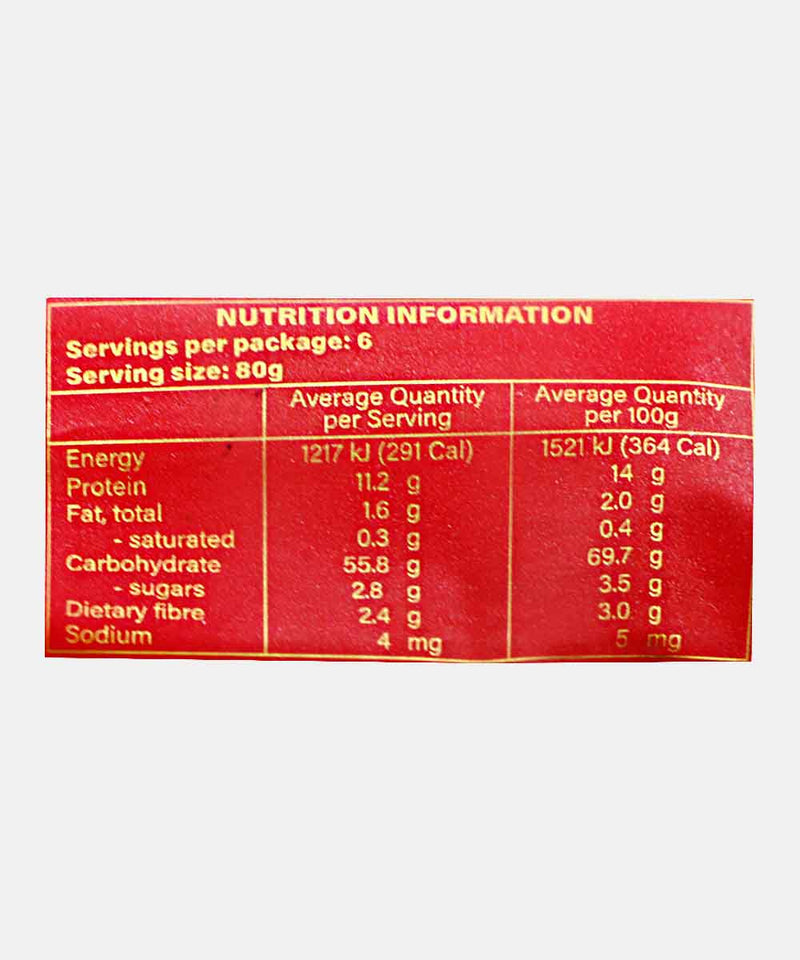 NUTRITION INFORMATION
Servings per package: 6
Serving size: 80g
Average Quantity per Serving Average Quantity per 100g
Energy 1217 kJ (291 Cal) 1521 kJ (364 Cal)
Protein 11.2 g 14 g
Fat, total 1.6 g 2.0 g
- saturated 0.3 g 0.4 g
Carbohydrate 55.8 g 69.7 g
- sugars 2.8 g 3.5 g
Dietary fibre 2.4 g 3.0 g
Sodium 4 mg 5 mg